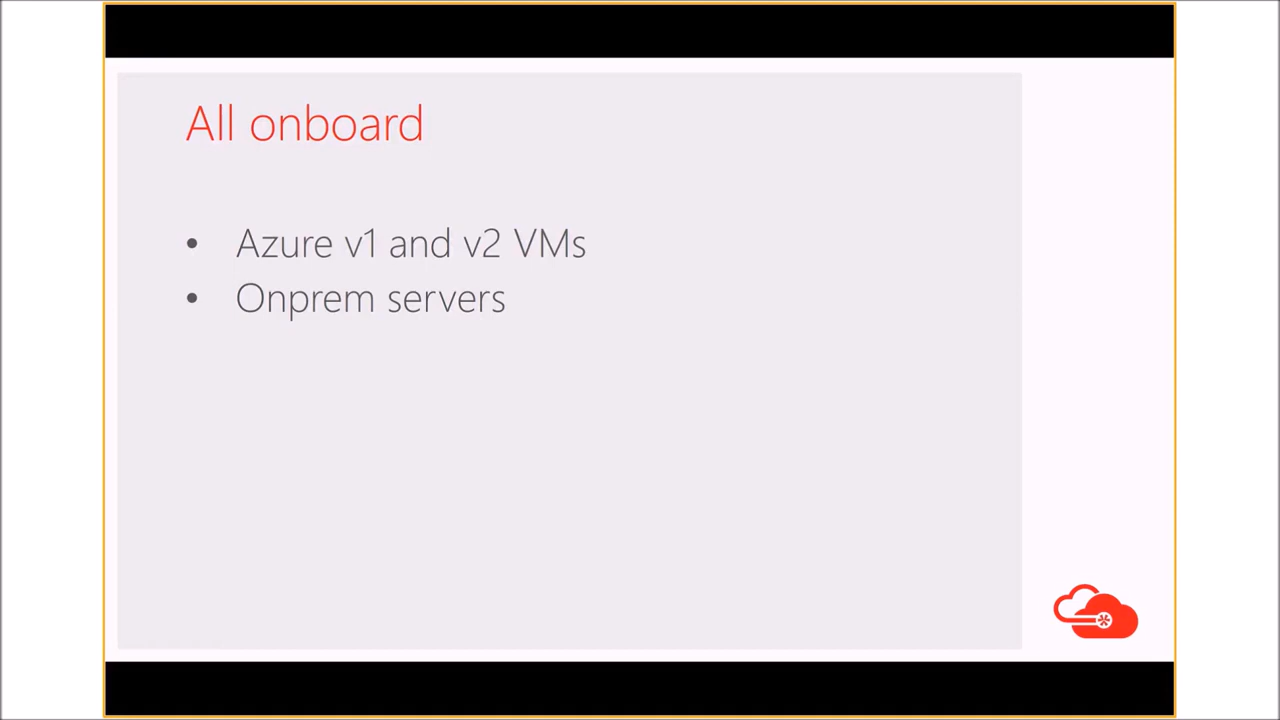 All onboard
• Azure v1 and v2 VMs
• Onprem servers